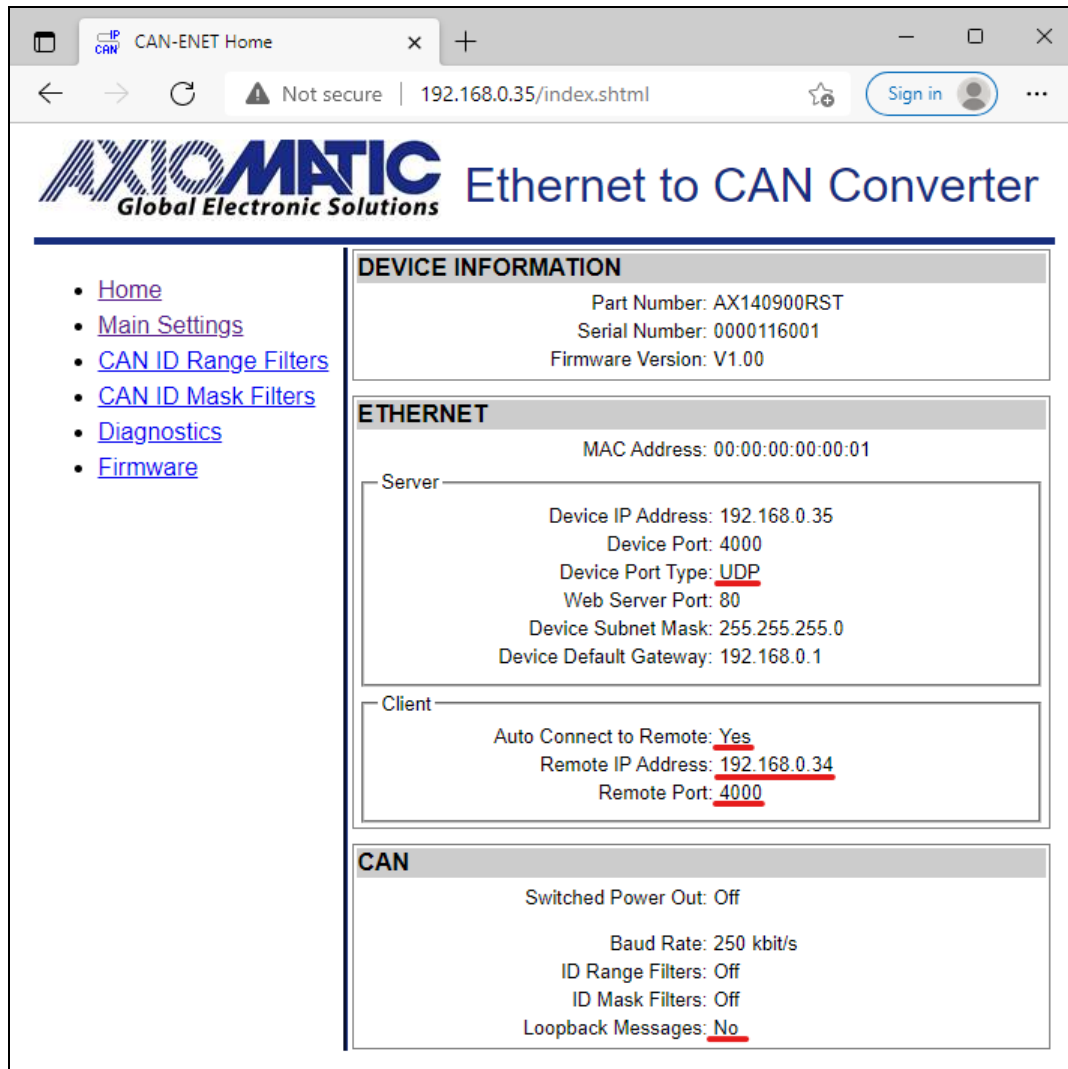 IP
CAN
CAN-ENET Home
Not secure | 192.168.0.35/index.shtml
Sign in
AXIOMATIC
Global Electronic Solutions
Ethernet to CAN Converter
Home
Main Settings
CAN ID Range Filters
CAN ID Mask Filters
Diagnostics
Firmware
DEVICE INFORMATION
Part Number: AX140900RST
Serial Number: 0000116001
Firmware Version: V1.00
ETHERNET
MAC Address: 00:00:00:00:00:01
Server
Device IP Address: 192.168.0.35
Device Port: 4000
Device Port Type: UDP
Web Server Port: 80
Device Subnet Mask: 255.255.255.0
Device Default Gateway: 192.168.0.1
Client
Auto Connect to Remote: Yes
Remote IP Address: 192.168.0.34
Remote Port: 4000
CAN
Switched Power Out: Off
Baud Rate: 250 kbit/s
ID Range Filters: Off
ID Mask Filters: Off
Loopback Messages: No